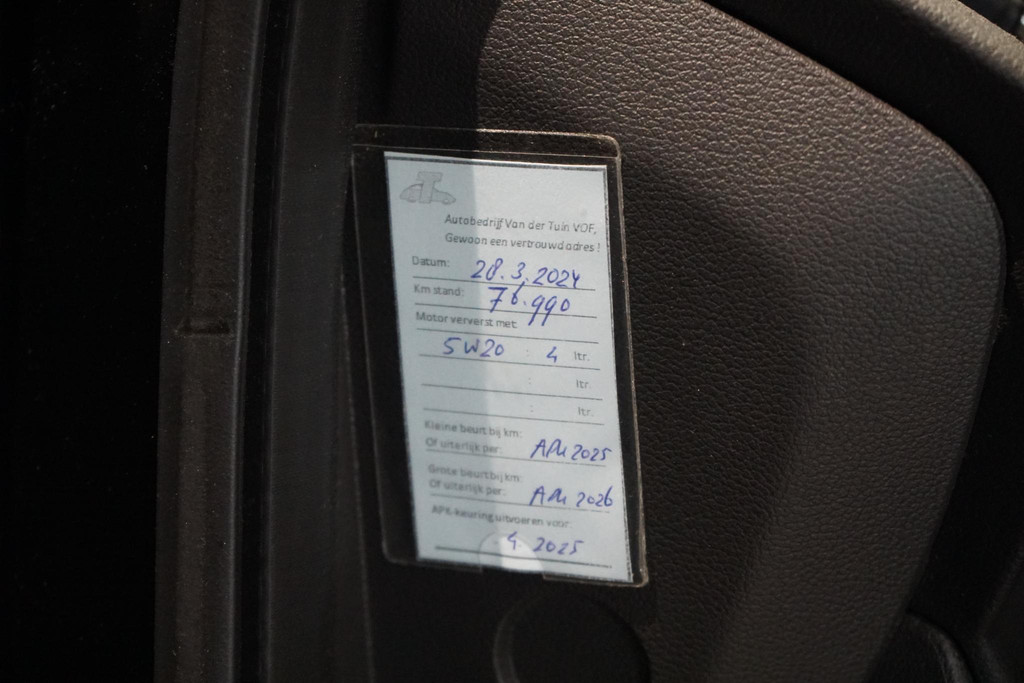 T
Autobedrijf Van der Tuin VOF,
Gewoon een vertrouwd adres!
Datum: 28.3.2024
Km stand: 76.990
Motor ververst met:
5W20 : 4 ltr.
: ltr.
: ltr.
Kleine beurt bij km:
Of uiterlijk per: APR 2025
Grote beurt bij km:
Of uiterlijk per: APR 2026
APK-keuring uitvoeren voor:
4 2025